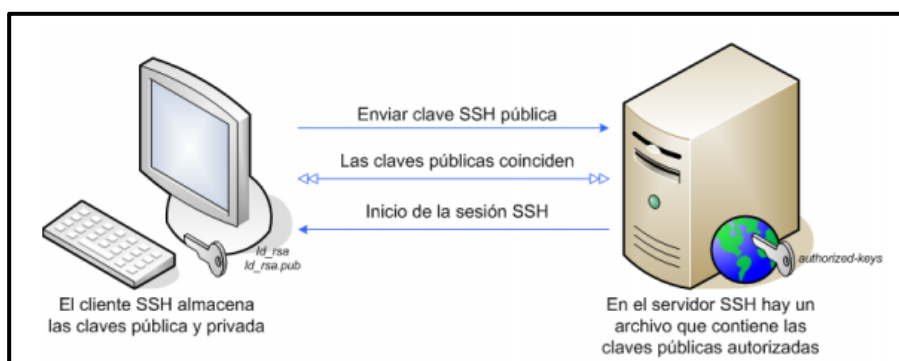 Enviar clave SSH pública
Las claves públicas coinciden
Inicio de la sesión SSH
Id_rsa
Id_rsa.pub
authorized-keys
El cliente SSH almacena
las claves pública y privada
En el servidor SSH hay un
archivo que contiene las
claves públicas autorizadas